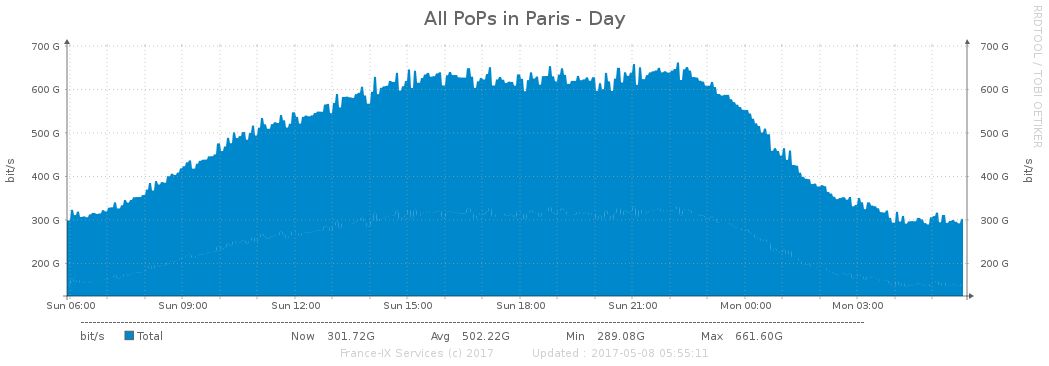 All PoPs in Paris - Day
RRDTOOL / TOBI OETIKER
bit/s
700 G
600 G
500 G
400 G
300 G
200 G
700 G
600 G
500 G
400 G
300 G
200 G
bit/s
Sun 06:00 Sun 09:00 Sun 12:00 Sun 15:00 Sun 18:00 Sun 21:00 Mon 00:00 Mon 03:00
bit/s Total Now 301.72G Avg 502.22G Min 289.08G Max 661.60G
France-IX Services (c) 2017 Updated : 2017-05-08 05:55:11